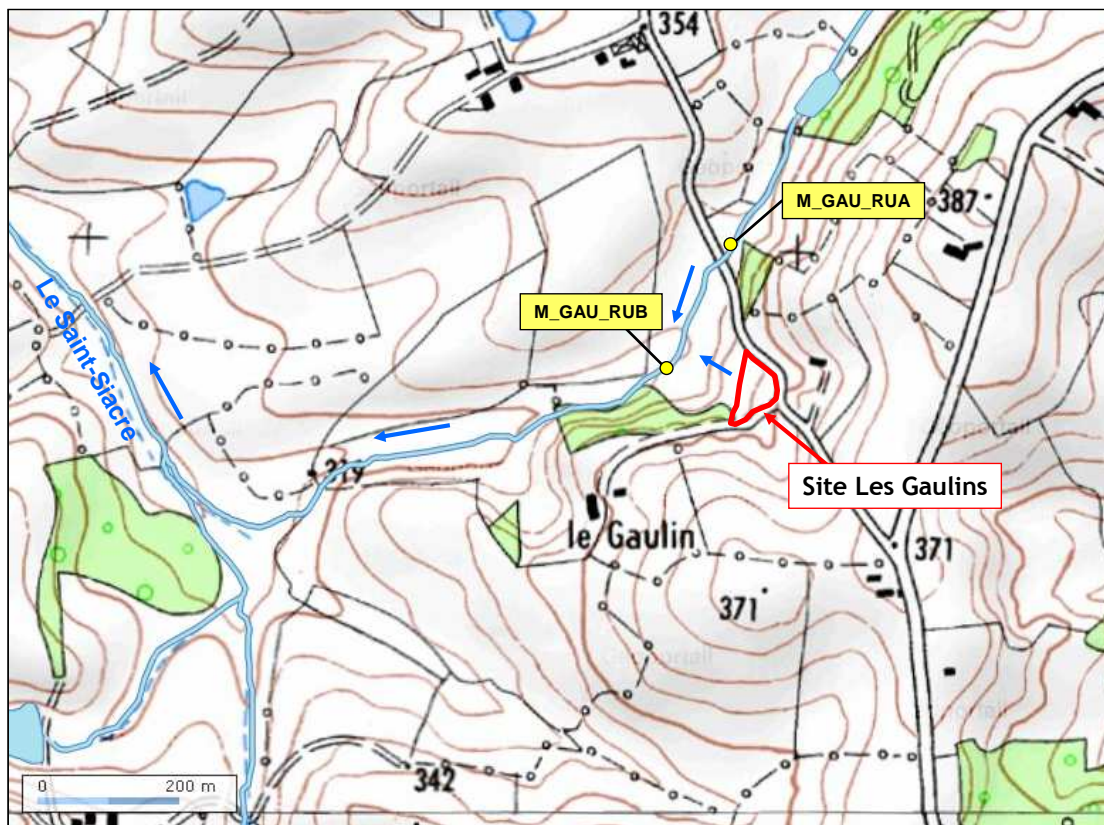 354
M_GAU_RUA
387
M_GAU_RUB
Le Saint-Siacre
319
Site Les Gaulins
le Gaulin
371
371
342
0 200 m